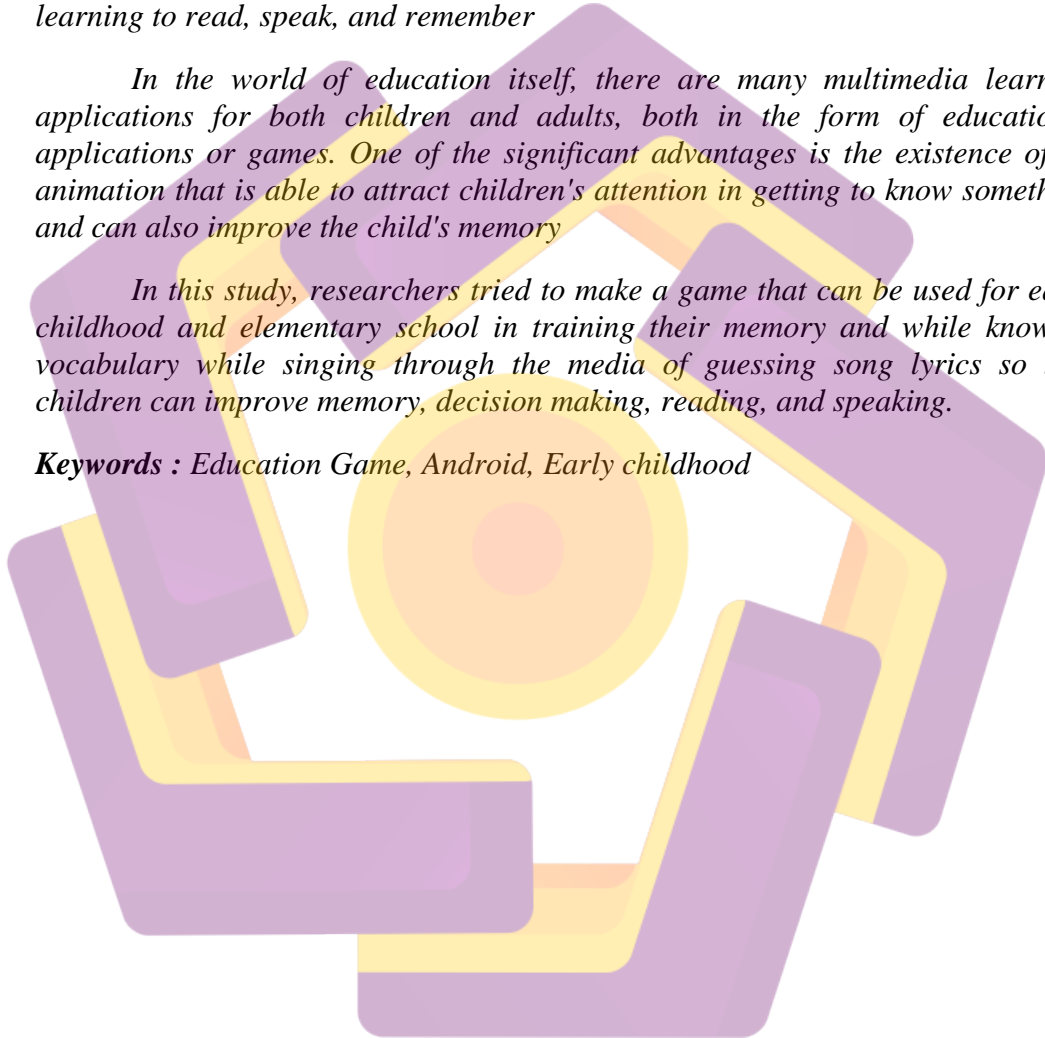 learning to read, speak, and remember
In the world of education itself, there are many multimedia learn
applications for both children and adults, both in the form of educatio
applications or games. One of the significant advantages is the existence of
animation that is able to attract children's attention in getting to know someth
and can also improve the child's memory
In this study, researchers tried to make a game that can be used for ea
childhood and elementary school in training their memory and while know
vocabulary while singing through the media of guessing song lyrics so
children can improve memory, decision making, reading, and speaking.
Keywords : Education Game, Android, Early childhood